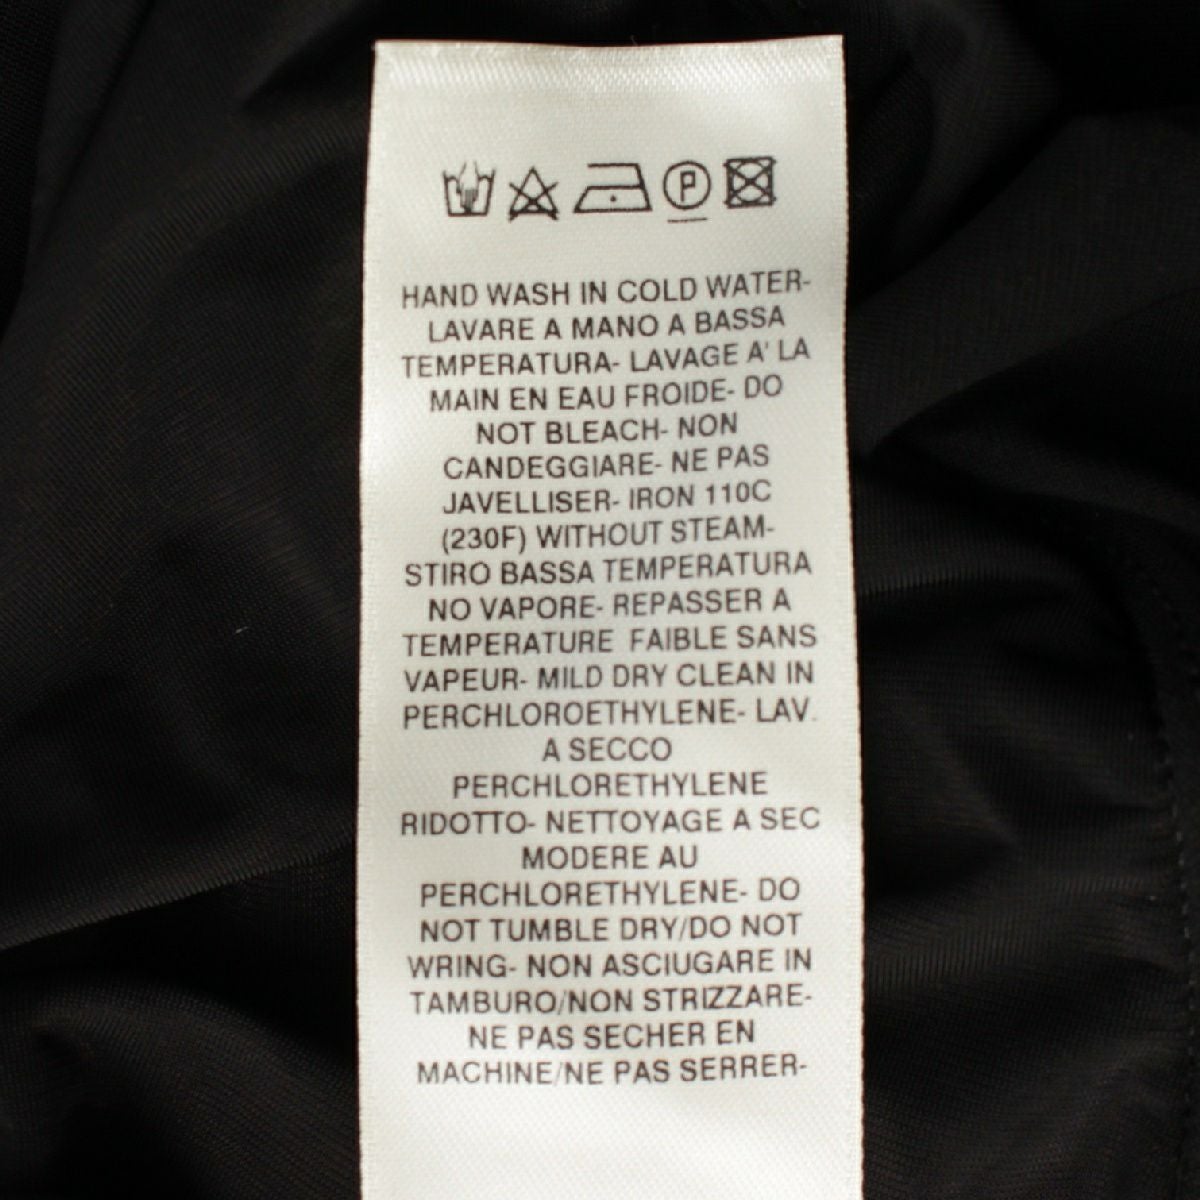 P
HAND WASH IN COLD WATER-
LAVARE A MANO A BASSA
TEMPERATURA- LAVAGE A' LA
MAIN EN EAU FROIDE- DO
NOT BLEACH- NON
CANDEGGIARE- NE PAS
JAVELLISER- IRON 110C
(230F) WITHOUT STEAM-
STIRO BASSA TEMPERATURA
NO VAPORE- REPASSER A
TEMPERATURE FAIBLE SANS
VAPEUR- MILD DRY CLEAN IN
PERCHLOROETHYLENE- LAV.
A SECCO
PERCHLORETHYLENE
RIDOTTO- NETTOYAGE A SEC
MODERE AU
PERCHLORETHYLENE- DO
NOT TUMBLE DRY/DO NOT
WRING- NON ASCIUGARE IN
TAMBURO/NON STRIZZARE-
NE PAS SECHER EN
MACHINE/NE PAS SERRER-